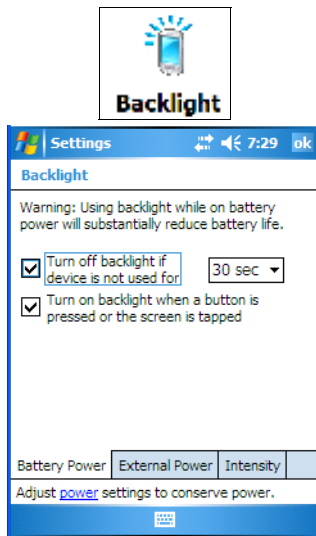 Backlight
Settings 7:29 ok
Backlight
Warning: Using backlight while on battery
power will substantially reduce battery life.
Turn off backlight if
device is not used for 30 sec
Turn on backlight when a button is
pressed or the screen is tapped
Battery Power External Power Intensity
Adjust power settings to conserve power.